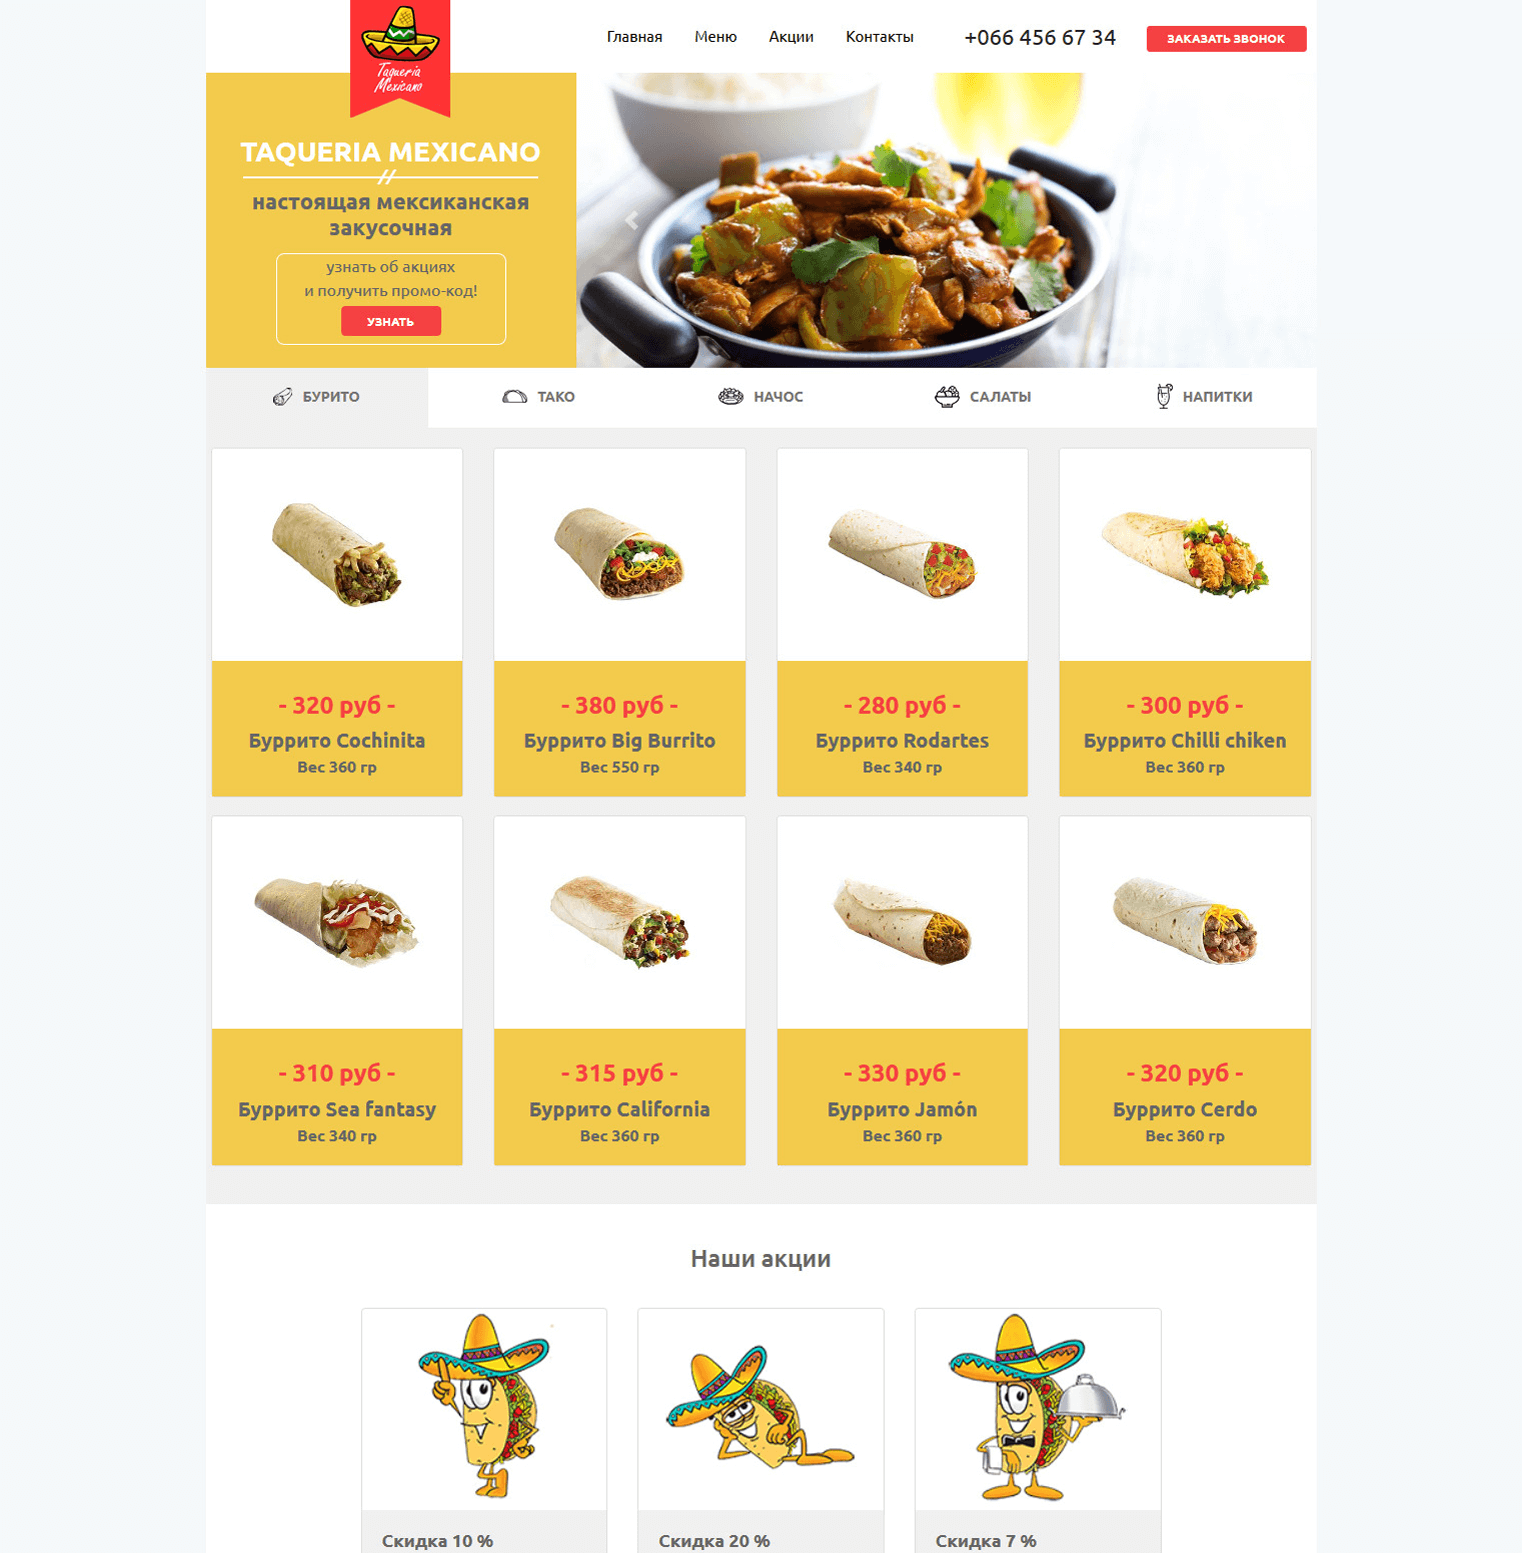 Taqueria
Mexicano
Главная Меню Акции Контакты +066 456 67 34 ЗАКАЗАТЬ ЗВОНОК
TAQUERIA MEXICANO
настоящая мексиканская
закусочная
узнать об акциях
и получить промо-код!
УЗНАТЬ
БУРИТО ТАКО НАЧОС САЛАТЫ НАПИТКИ
- 320 руб - - 380 руб - - 280 руб - - 300 руб -
Буррито Cochinita Буррито Big Burrito Буррито Rodartes Буррито Chilli chiken
Вес 360 гр Вес 550 гр Вес 340 гр Вес 360 гр
- 310 руб - - 315 руб - - 330 руб - - 320 руб -
Буррито Sea fantasy Буррито California Буррито Jamón Буррито Cerdo
Вес 340 гр Вес 360 гр Вес 360 гр Вес 360 гр
Наши акции
Скидка 10 % Скидка 20 % Скидка 7 %